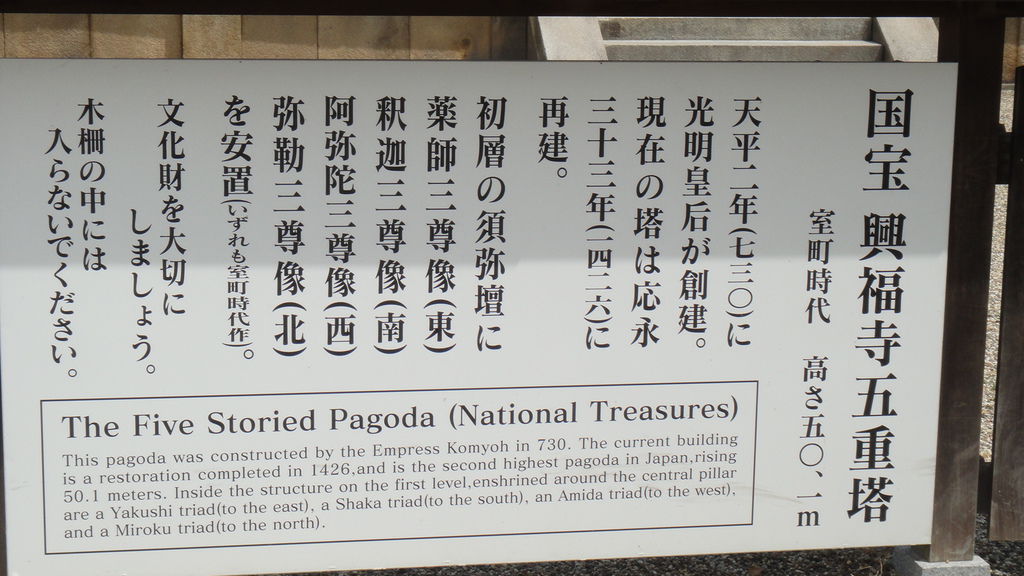 国宝 興福寺五重塔
室町時代 高さ五〇、一m
天平二年(七三〇)に
光明皇后が創建。
現在の塔は応永
三十三年(一四二六)に
再建。
初層の須弥壇に
薬師三尊像(東)
釈迦三尊像(南)
阿弥陀三尊像(西)
弥勒三尊像(北)
を安置(いずれも室町時代作)。
文化財を大切に
しましょう。
木柵の中には
入らないでください。
The Five Storied Pagoda (National Treasures)
This pagoda was constructed by the Empress Komyoh in 730. The current building
is a restoration completed in 1426,and is the second highest pagoda in Japan,rising
50.1 meters. Inside the structure on the first level,enshrined around the central pillar
are a Yakushi triad(to the east), a Shaka triad(to the south), an Amida triad(to the west),
and a Miroku triad(to the north).